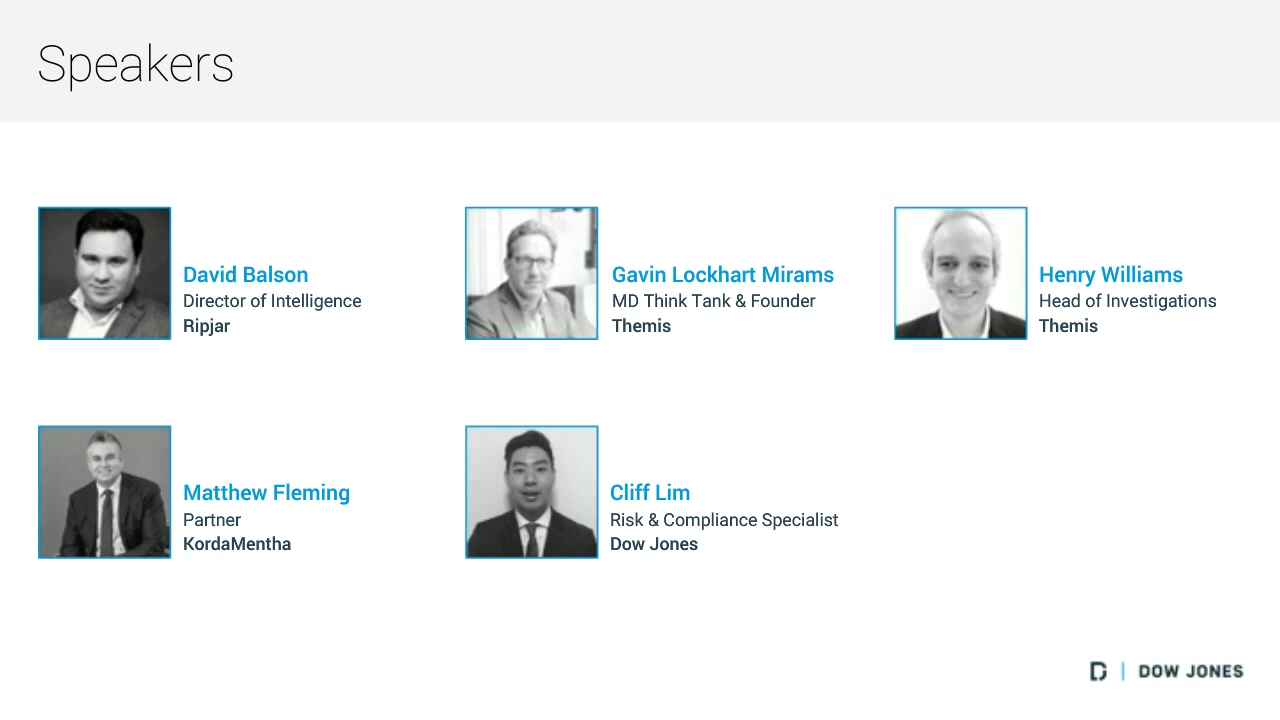 Speakers
David Balson
Director of Intelligence
Ripjar
Gavin Lockhart Mirams
MD Think Tank & Founder
Themis
Henry Williams
Head of Investigations
Themis
Matthew Fleming
Partner
KordaMentha
Cliff Lim
Risk & Compliance Specialist
Dow Jones
DOW JONES